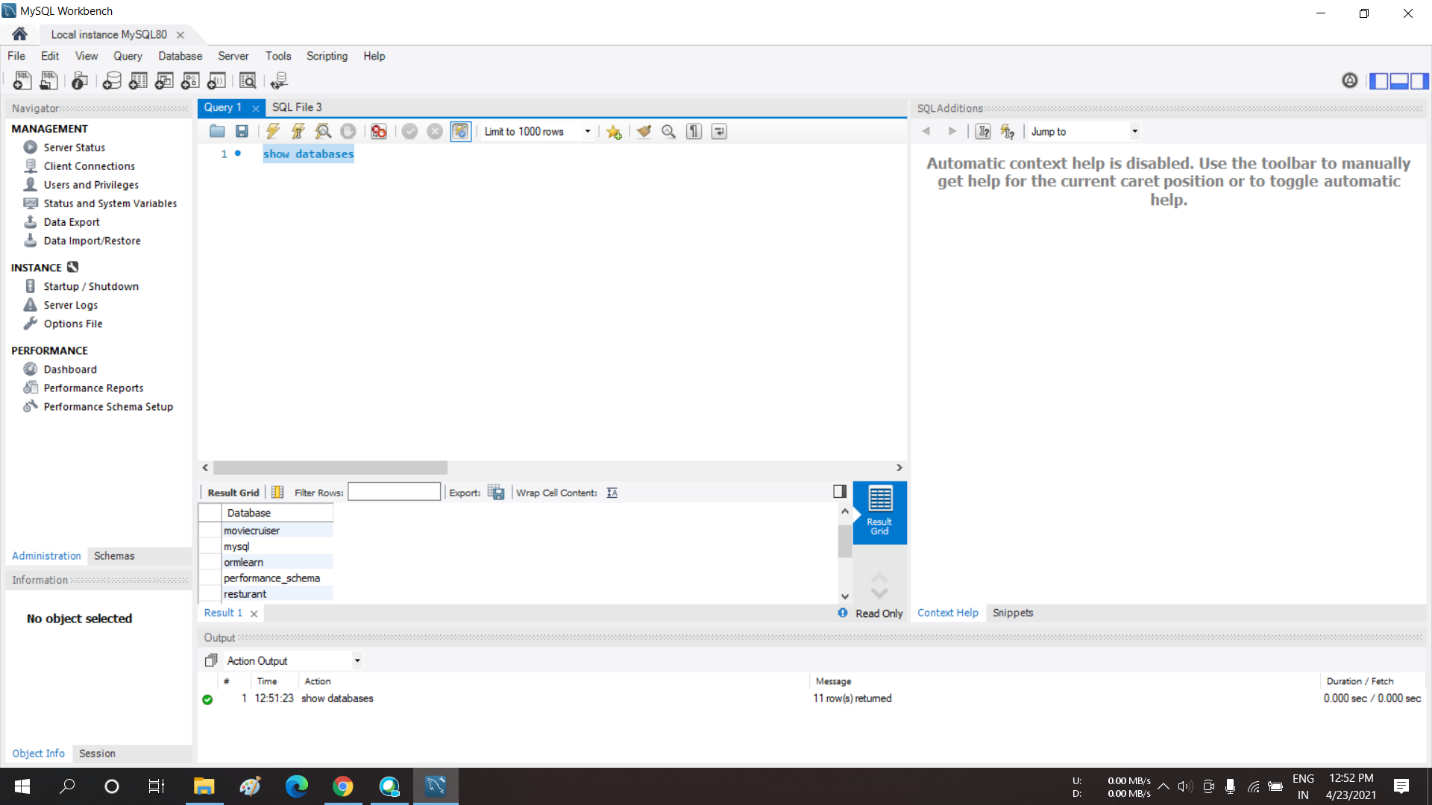 MySQL Workbench
Local instance MySQL80
File Edit View Query Database Server Tools Scripting Help
Navigator
MANAGEMENT
Server Status
Client Connections
Users and Privileges
Status and System Variables
Data Export
Data Import/Restore
INSTANCE
Startup / Shutdown
Server Logs
Options File
PERFORMANCE
Dashboard
Performance Reports
Performance Schema Setup
Administration Schemas
Information
No object selected
Object Info Session
Query 1 SQL File 3
Limit to 1000 rows
1 show databases
Result Grid Filter Rows: Export: Wrap Cell Content:
Database
moviecruiser
mysql
ormlearn
performance_schema
resturant
Result
Grid
Result 1 Read Only
SQLAdditions
Jump to
Automatic context help is disabled. Use the toolbar to manually
get help for the current caret position or to toggle automatic
help.
Context Help Snippets
Output
Action Output
# Time Action Message Duration / Fetch
1 12:51:23 show databases 11 row(s) returned 0.000 sec / 0.000 sec
U: 0.00 MB/s
D: 0.00 MB/s
ENG
IN
12:52 PM
4/23/2021